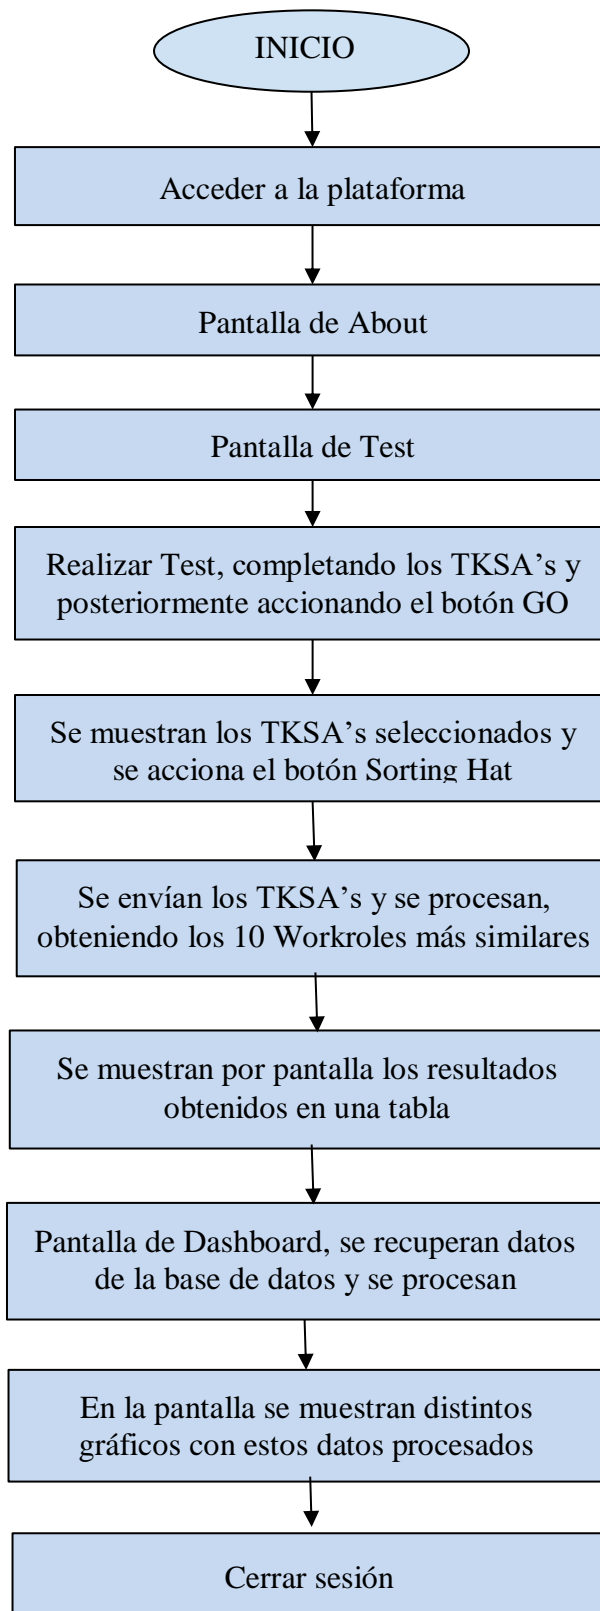 INICIO
Acceder a la plataforma
Pantalla de About
Pantalla de Test
Realizar Test, completando los TKSA’s y
posteriormente accionando el botón GO
Se muestran los TKSA’s seleccionados y
se acciona el botón Sorting Hat
Se envían los TKSA’s y se procesan,
obteniendo los 10 Workroles más similares
Se muestran por pantalla los resultados
obtenidos en una tabla
Pantalla de Dashboard, se recuperan datos
de la base de datos y se procesan
En la pantalla se muestran distintos
gráficos con estos datos procesados
Cerrar sesión